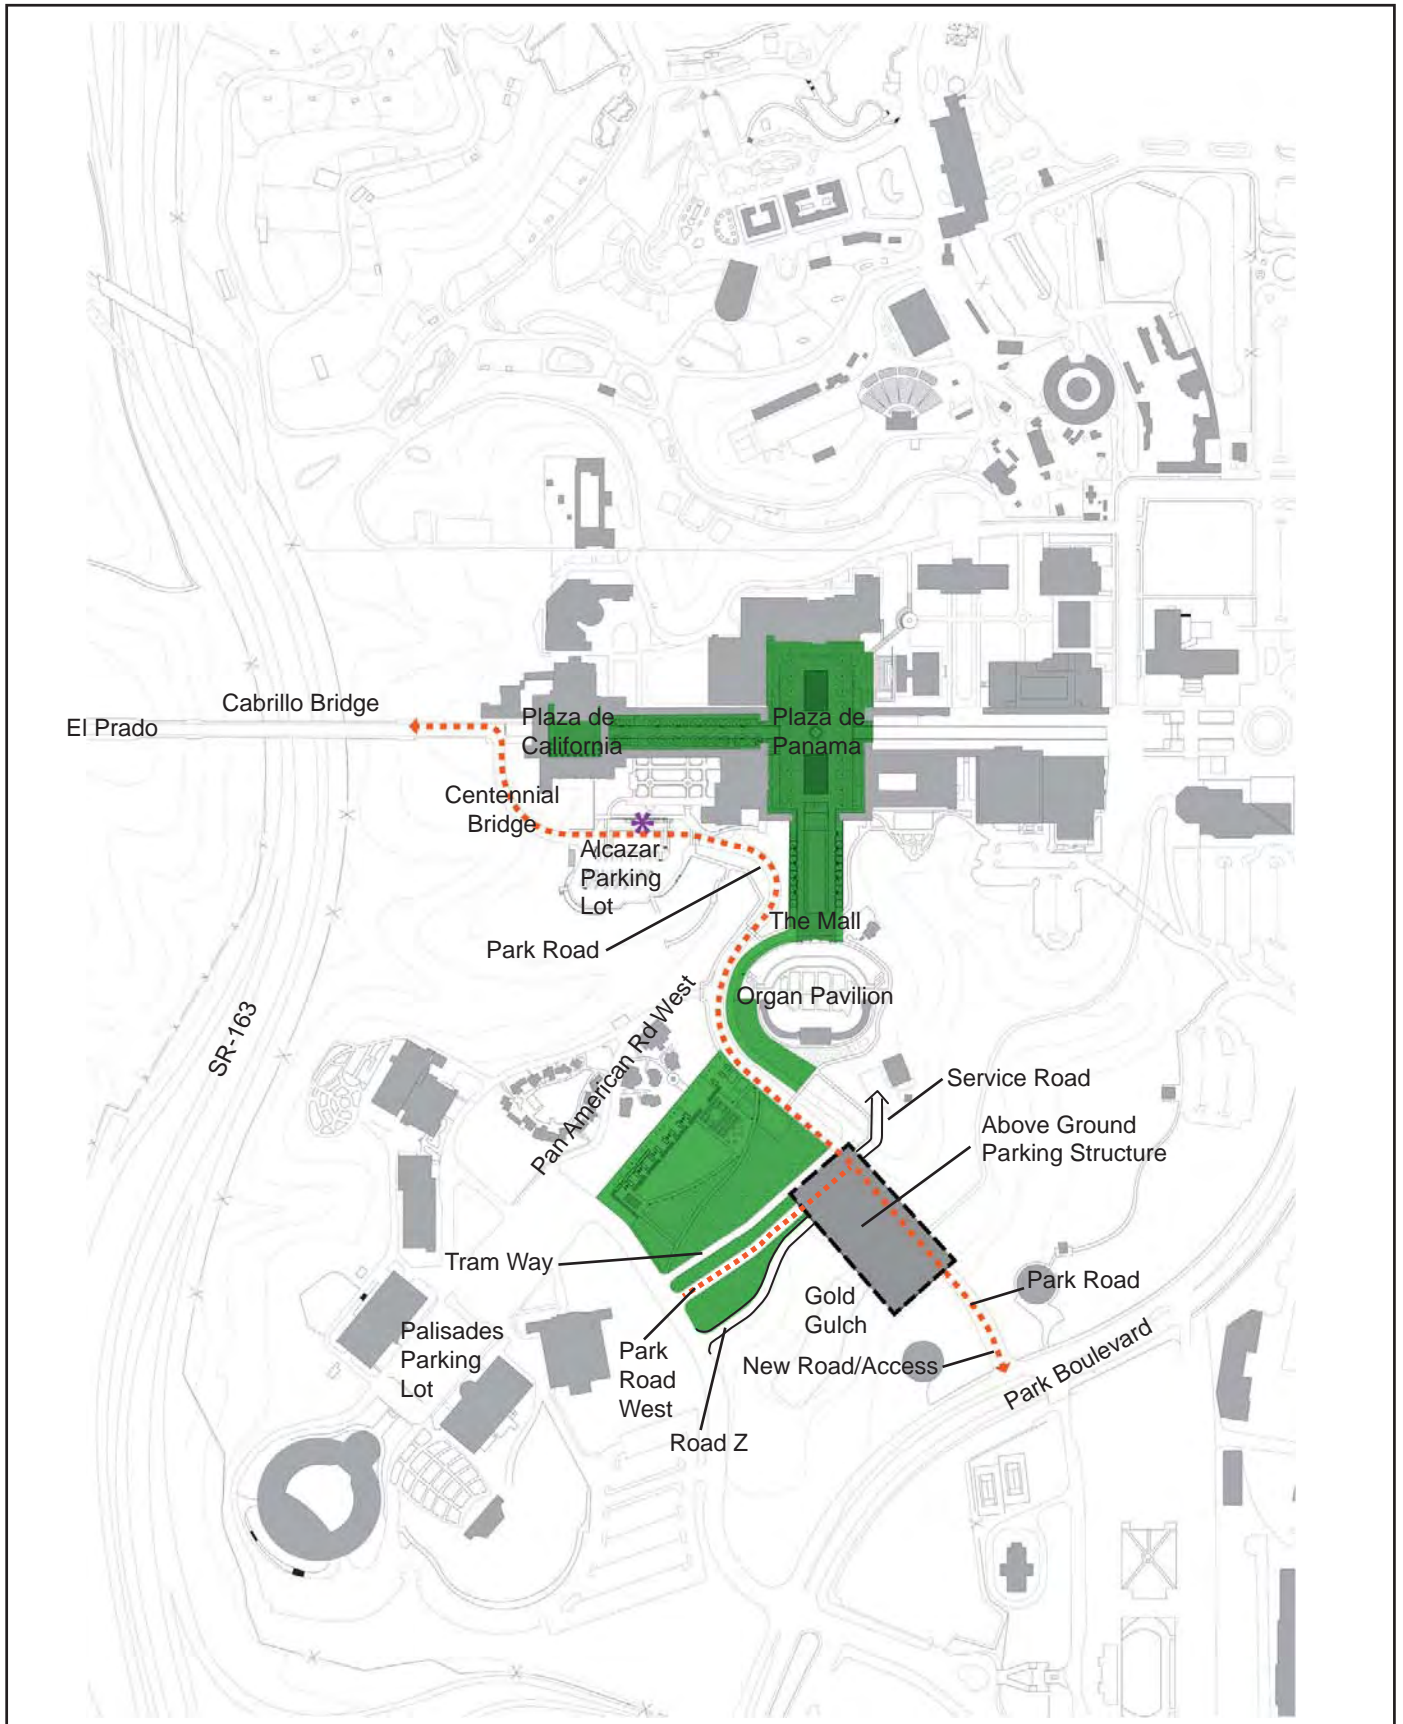 Cabrillo Bridge
El Prado
Plaza de
California
Plaza de
Panama
Centennial
Bridge
Alcazar
Parking
Lot
The Mall
Park Road
Organ Pavilion
Pan American Rd West
SR-163
Service Road
Above Ground
Parking Structure
Tram Way
Park Road
Gold
Gulch
Palisades
Parking
Lot
Park
Road
West
New Road/Access
Park Boulevard
Road Z